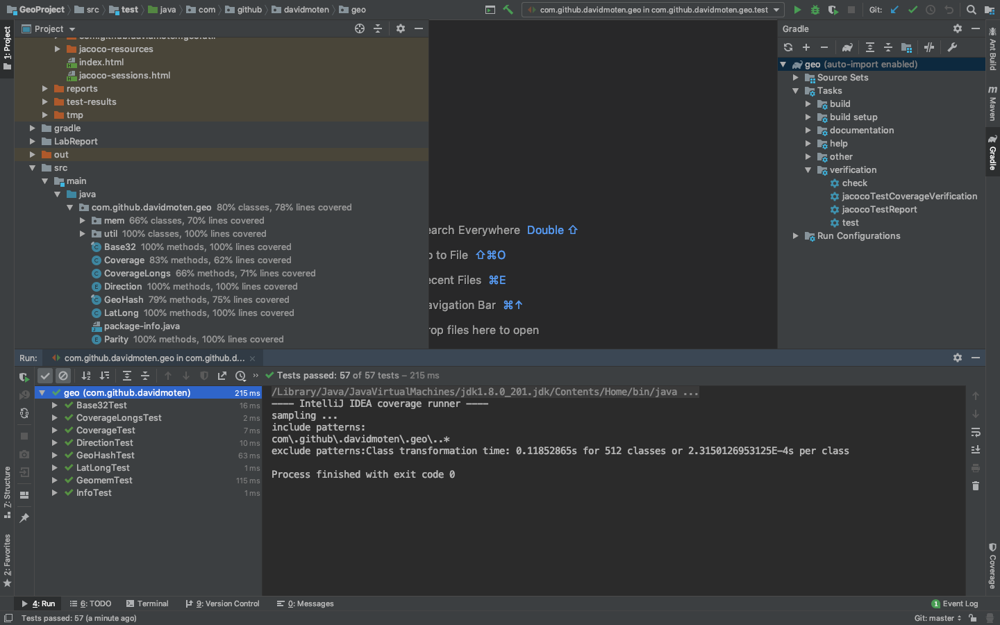 GeoProject
src
test
java
com
github
davidmoten
geo
com.github.davidmoten.geo in com.github.davidmoten.geo.test
Git:
1: Project
Project
jacoco-resources
index.html
jacoco-sessions.html
reports
test-results
tmp
gradle
LabReport
out
src
main
java
com.github.davidmoten.geo 80% classes, 78% lines covered
mem 66% classes, 70% lines covered
util 100% classes, 100% lines covered
Base32 100% methods, 100% lines covered
Coverage 83% methods, 62% lines covered
CoverageLongs 66% methods, 71% lines covered
Direction 100% methods, 100% lines covered
GeoHash 79% methods, 75% lines covered
LatLong 100% methods, 100% lines covered
package-info.java
Parity 100% methods, 100% lines covered
earch Everywhere Double ⇧
o to File ⇧⌘O
ecent Files ⌘E
avigation Bar ⌘↑
rop files here to open
Gradle
geo (auto-import enabled)
Source Sets
Tasks
build
build setup
documentation
help
other
verification
check
jacocoTestCoverageVerification
jacocoTestReport
test
Run Configurations
Ant Build
m Maven
Gradle
Coverage
Run:
com.github.davidmoten.geo in com.github.d...
Tests passed: 57 of 57 tests – 215 ms
geo (com.github.davidmoten) 215 ms
Base32Test 16 ms
CoverageLongsTest 2 ms
CoverageTest 7 ms
DirectionTest 10 ms
GeoHashTest 63 ms
LatLongTest 1 ms
GeomemTest 115 ms
InfoTest 1 ms
/Library/Java/JavaVirtualMachines/jdk1.8.0_201.jdk/Contents/Home/bin/java ...
---- IntelliJ IDEA coverage runner ----
sampling ...
include patterns:
com\.github\.davidmoten\.geo\..*
exclude patterns:Class transformation time: 0.11852865s for 512 classes or 2.3150126953125E-4s per class
Process finished with exit code 0
Z: Structure
2: Favorites
4: Run
6: TODO
Terminal
9: Version Control
0: Messages
1 Event Log
Tests passed: 57 (a minute ago)
Git: master